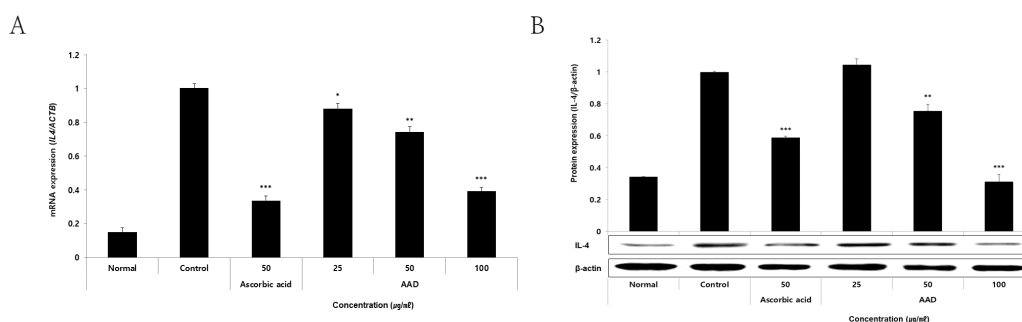 A
mRNA expression (IL4/ACTB)
1.2
1
0.8
0.6
0.4
0.2
0
***
*
**
***
Normal Control 50 25 50 100
Ascorbic acid AAD
Concentration (㎍/㎖)
B
Protein expression (IL-4/β-actin)
1.2
1
0.8
0.6
0.4
0.2
0
***
**
***
IL-4
β-actin
Normal Control 50 25 50 100
Ascorbic acid AAD
Concentration (㎍/㎖)